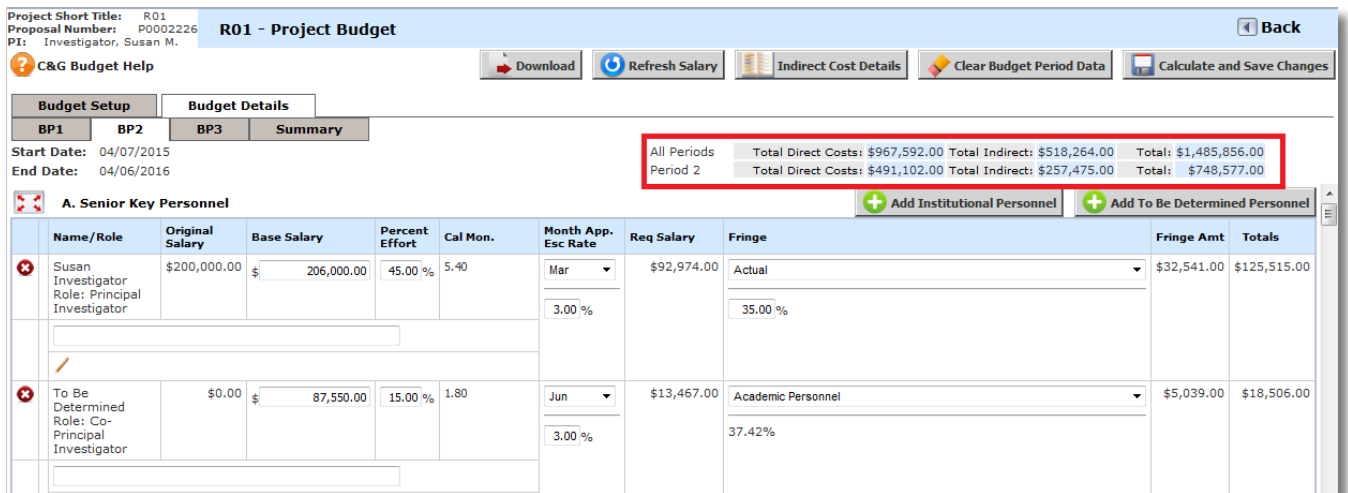 Project Short Title: R01
Proposal Number: P0002226
PI: Investigator, Susan M.
R01 - Project Budget
Back
C&G Budget Help
Download
Refresh Salary
Indirect Cost Details
Clear Budget Period Data
Calculate and Save Changes
Budget Setup Budget Details
BP1 BP2 BP3 Summary
Start Date: 04/07/2015
End Date: 04/06/2016
All Periods Total Direct Costs: $967,592.00 Total Indirect: $518,264.00 Total: $1,485,856.00
Period 2 Total Direct Costs: $491,102.00 Total Indirect: $257,475.00 Total: $748,577.00
A. Senior Key Personnel
Add Institutional Personnel
Add To Be Determined Personnel
Name/Role Original Salary Base Salary Percent Effort Cal Mon. Month App. Esc Rate Req Salary Fringe Fringe Amt Totals
Susan $200,000.00 $ 206,000.00 45.00 % 5.40 Mar $92,974.00 Actual $32,541.00 $125,515.00
Investigator
Role: Principal
Investigator 3.00 % 35.00 %
To Be $0.00 $ 87,550.00 15.00 % 1.80 Jun $13,467.00 Academic Personnel $5,039.00 $18,506.00
Determined
Role: Co-
Principal 3.00 % 37.42%
Investigator